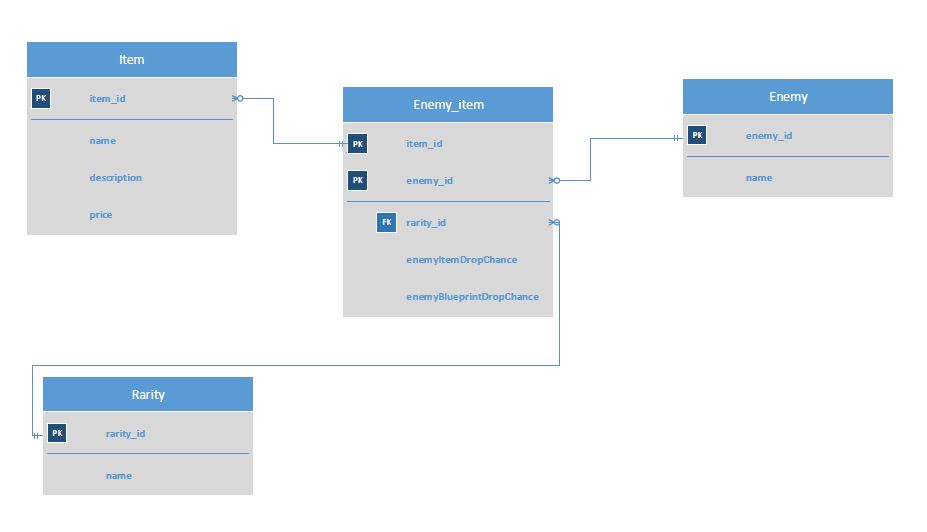 Item
PK item_id
name
description
price
Enemy_item
PK item_id
PK enemy_id
FK rarity_id
enemyItemDropChance
enemyBlueprintDropChance
Enemy
PK enemy_id
name
Rarity
PK rarity_id
name